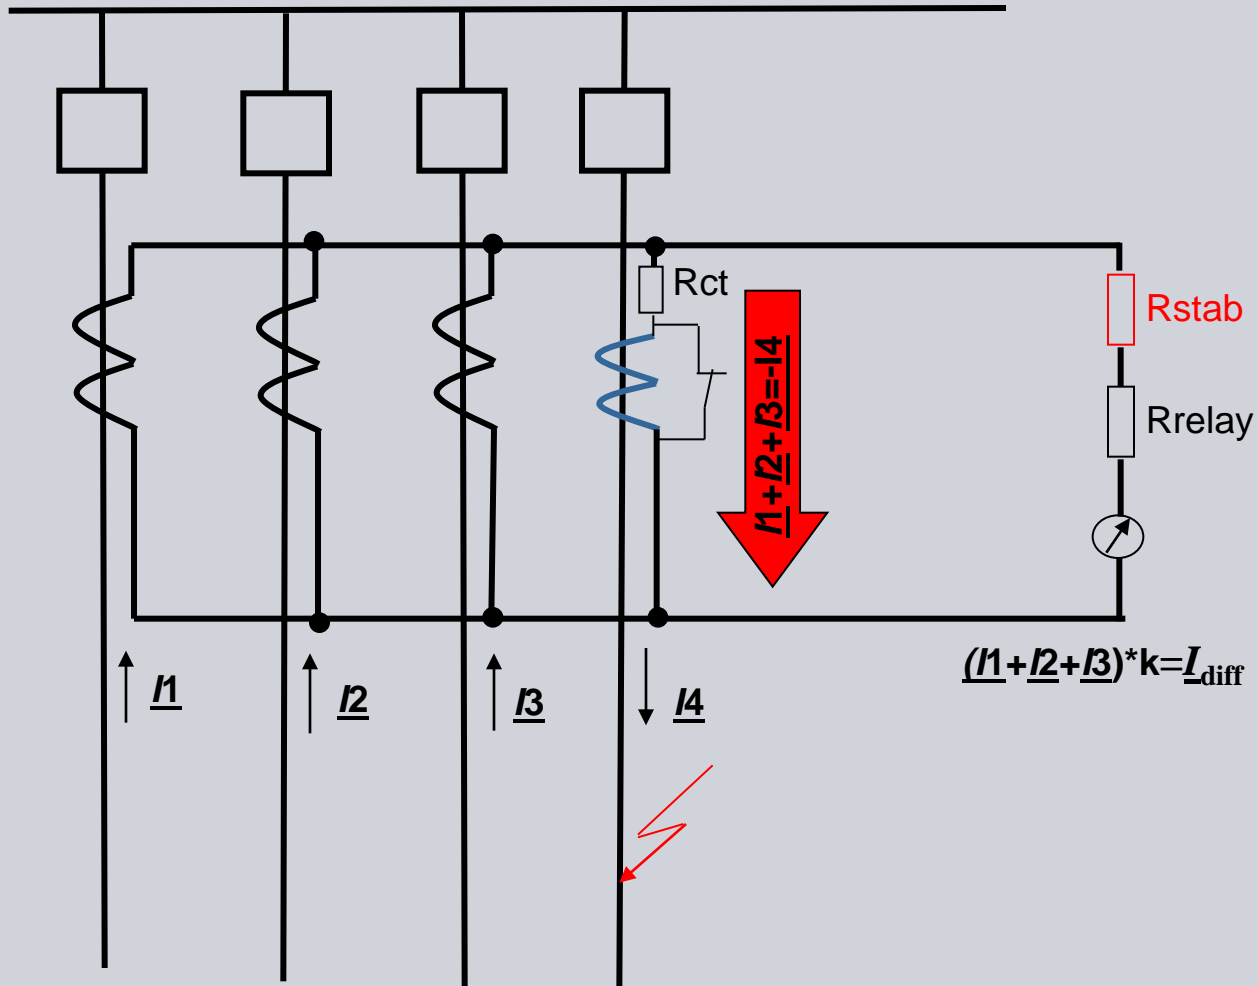 Rct
Rstab
I1+I2+I3=-I4
Rrelay
(I1+I2+I3)*k=Idiff
I1
I2
I3
I4